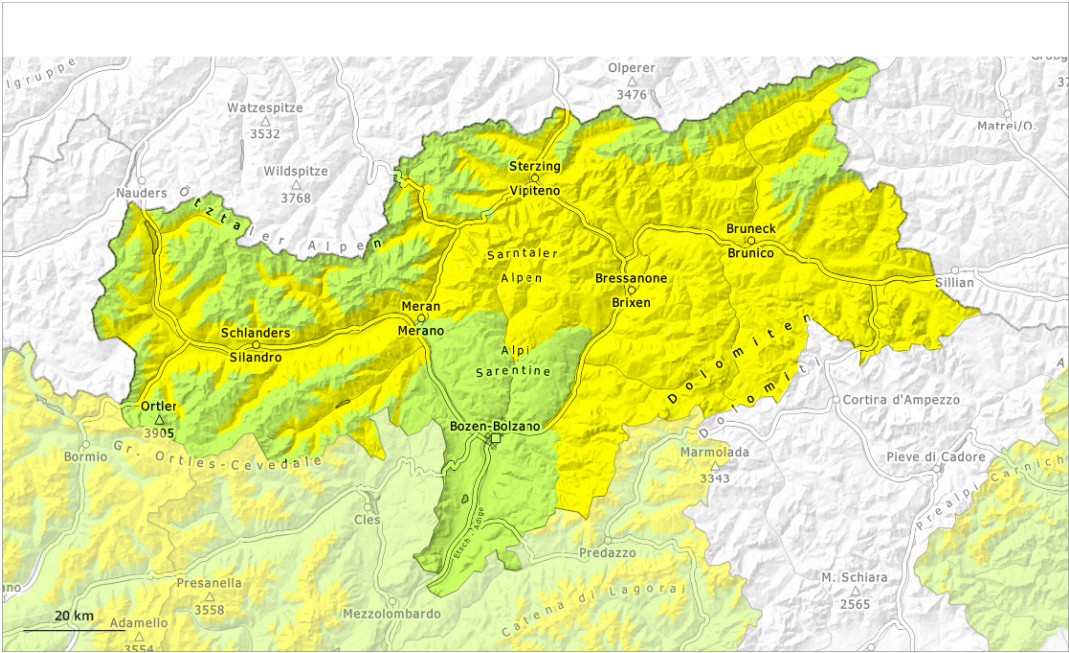 Olperer
3476
Watzespitze
3532
Matrei/O.
Wildspitze
3768
Sterzing
Vipiteno
Nauders
Ötztaler Alpen
Bruneck
Brunico
Sarntaler
Alpen
Bressanone
Brixen
Sillian
Meran
Merano
Schlanders
Silandro
Alpi
Sarentine
Dolomiten
Dolomiti
Ortler
3905
Bozen-Bolzano
Cortina d'Ampezzo
Gr. Ortles-Cevedale
Bormio
Marmolada
3343
Pieve di Cadore
Prealpi Carnich
Cles
Etsch - Adige
Predazzo
Presanella
3558
M. Schiara
2565
Mezzolombardo
Catena di Lagorai
20 km
Adamello
3554